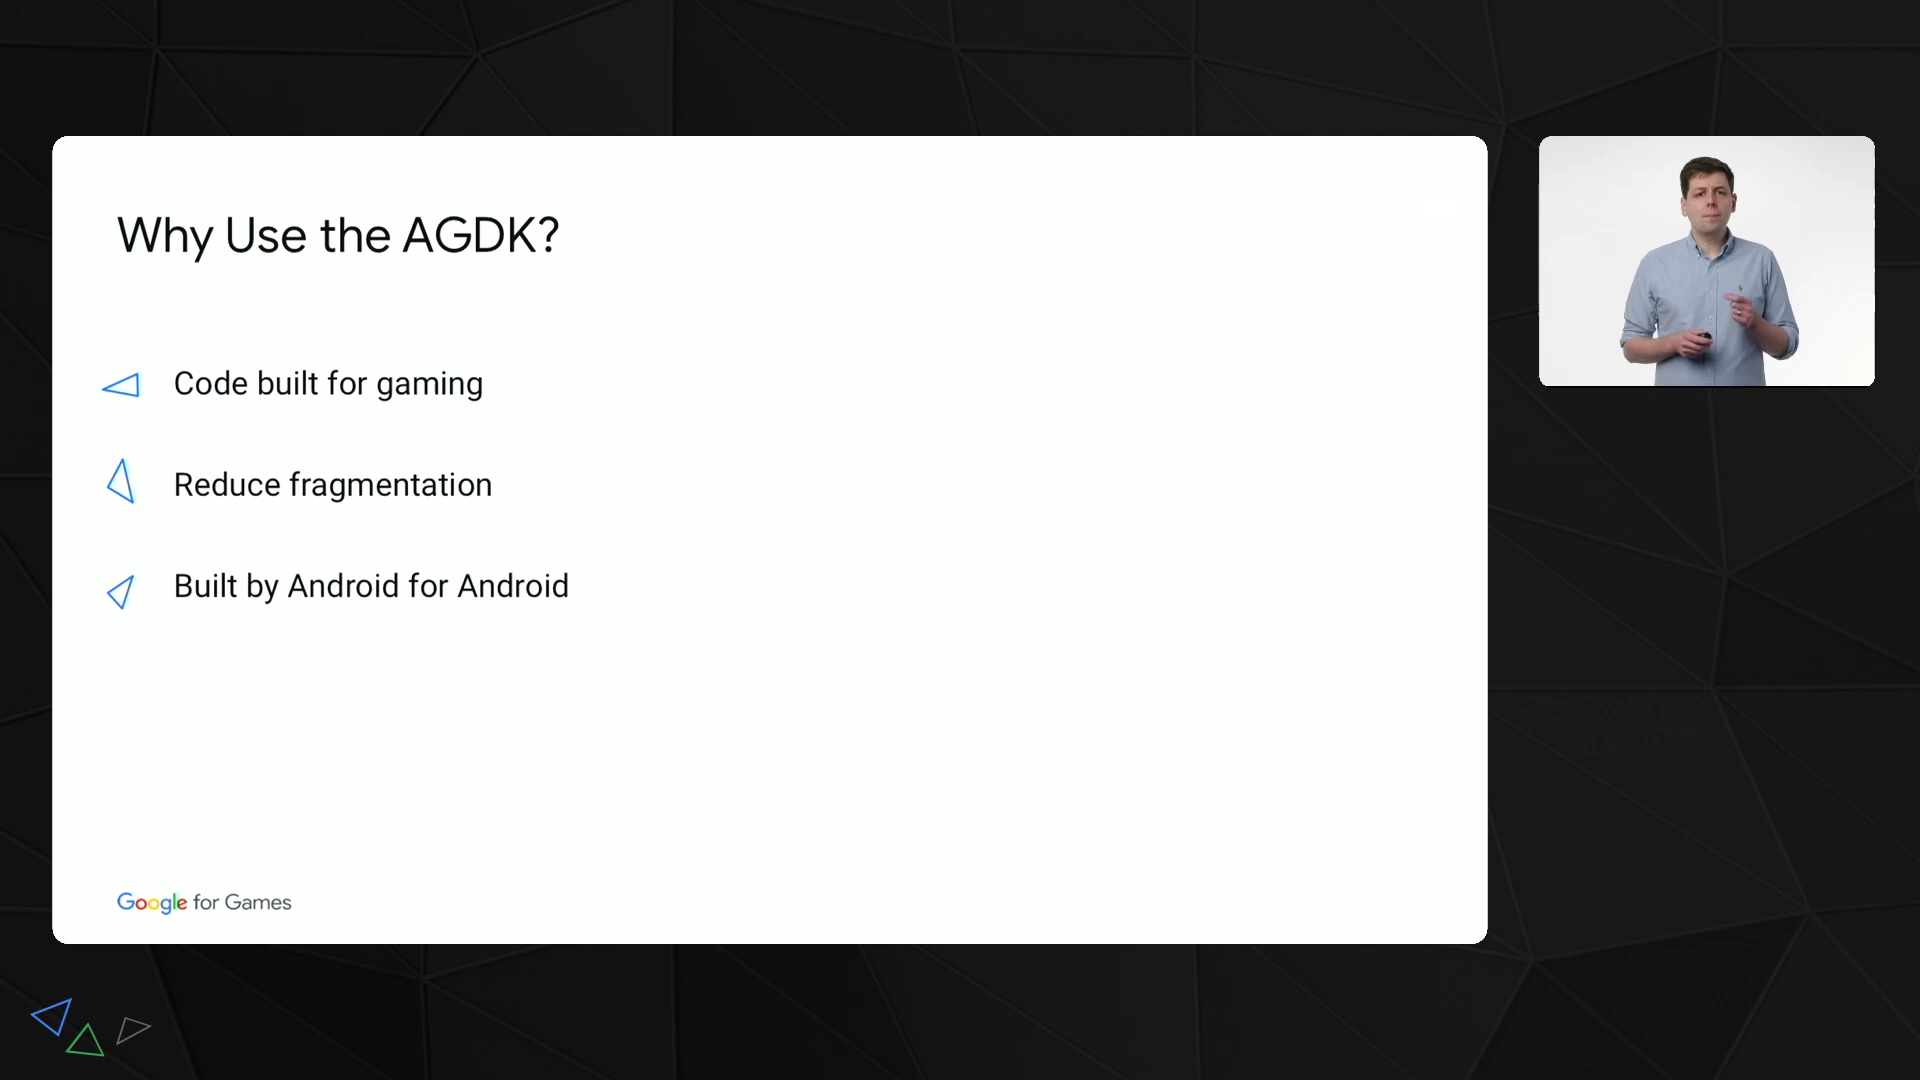 Why Use the AGDK?
Code built for gaming
Reduce fragmentation
Built by Android for Android
Google for Games